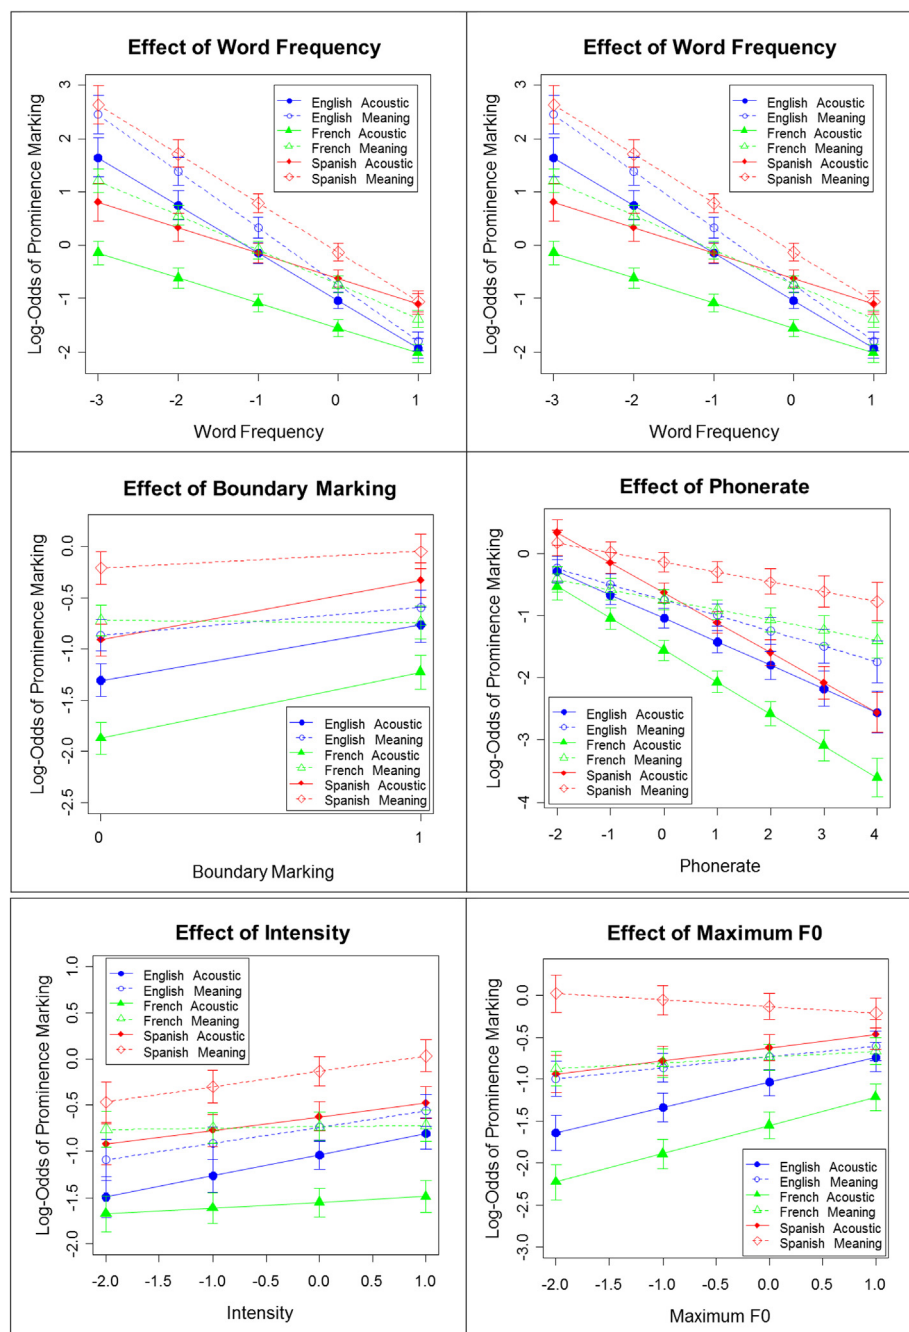 Effect of Word Frequency
Log-Odds of Prominence Marking
3
2
1
0
-1
-2
English Acoustic
English Meaning
French Acoustic
French Meaning
Spanish Acoustic
Spanish Meaning
-3 -2 -1 0 1
Word Frequency
Effect of Word Frequency
Log-Odds of Prominence Marking
3
2
1
0
-1
-2
English Acoustic
English Meaning
French Acoustic
French Meaning
Spanish Acoustic
Spanish Meaning
-3 -2 -1 0 1
Word Frequency
Effect of Boundary Marking
Log-Odds of Prominence Marking
0.0
-0.5
-1.0
-1.5
-2.0
-2.5
English Acoustic
English Meaning
French Acoustic
French Meaning
Spanish Acoustic
Spanish Meaning
0 1
Boundary Marking
Effect of Phonerate
Log-Odds of Prominence Marking
0
-1
-2
-3
-4
English Acoustic
English Meaning
French Acoustic
French Meaning
Spanish Acoustic
Spanish Meaning
-2 -1 0 1 2 3 4
Phonerate
Effect of Intensity
Log-Odds of Prominence Marking
1.0
0.5
0.0
-0.5
-1.0
-1.5
-2.0
English Acoustic
English Meaning
French Acoustic
French Meaning
Spanish Acoustic
Spanish Meaning
-2.0 -1.5 -1.0 -0.5 0.0 0.5 1.0
Intensity
Effect of Maximum F0
Log-Odds of Prominence Marking
0.0
-0.5
-1.0
-1.5
-2.0
-2.5
-3.0
English Acoustic
English Meaning
French Acoustic
French Meaning
Spanish Acoustic
Spanish Meaning
-2.0 -1.5 -1.0 -0.5 0.0 0.5 1.0
Maximum F0